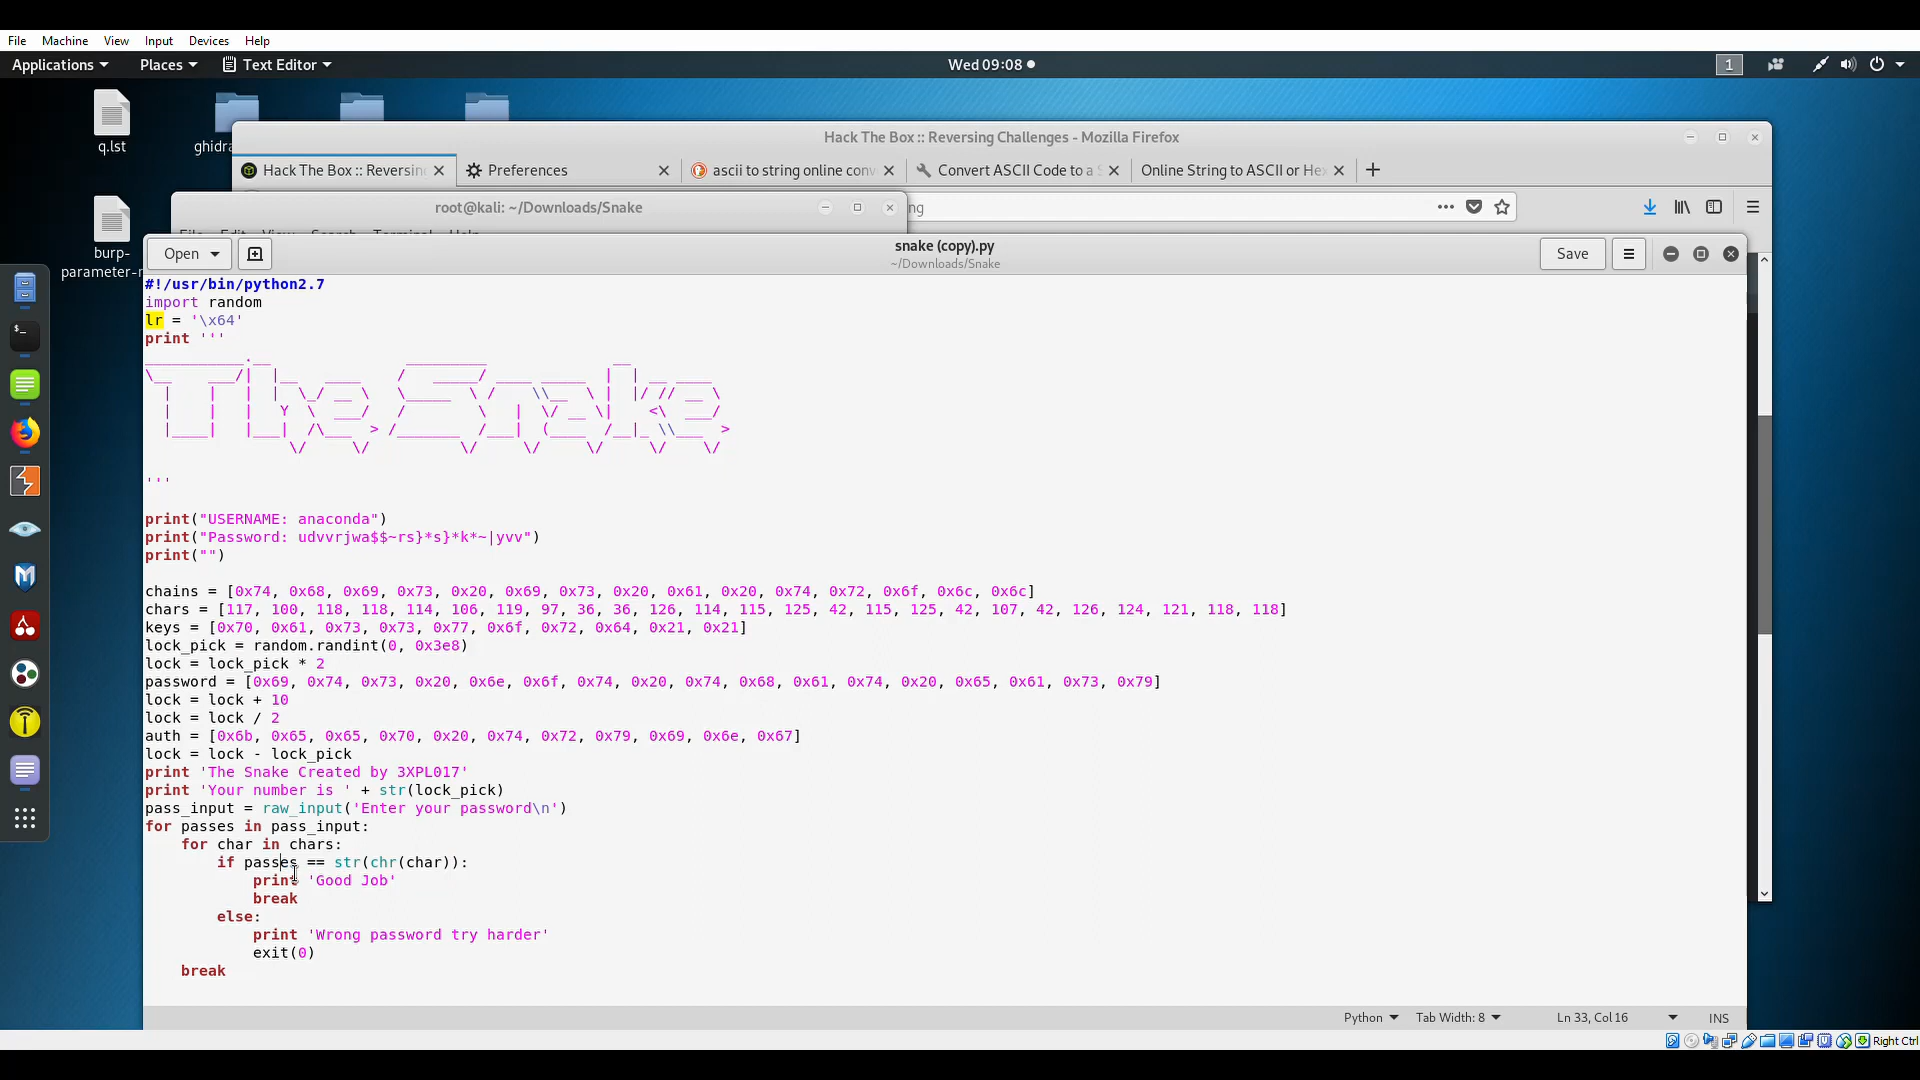 File Machine View Input Devices Help
Applications Places Text Editor Wed 09:08 1
q.lst
ghidra
Hack The Box :: Reversing Challenges - Mozilla Firefox
Hack The Box :: Reversing Preferences ascii to string online conv Convert ASCII Code to a S Online String to ASCII or Hex
root@kali: ~/Downloads/Snake
ng
burp-
parameter-n
Open snake (copy).py Save
~/Downloads/Snake
#!/usr/bin/python2.7
import random
lr = '\x64'
print '''
The Snake
'''
print("USERNAME: anaconda")
print("Password: udvvrjwa$$~rs}*s}*k*~|yvv")
print("")
chains = [0x74, 0x68, 0x69, 0x73, 0x20, 0x69, 0x73, 0x20, 0x61, 0x20, 0x74, 0x72, 0x6f, 0x6c, 0x6c]
chars = [117, 100, 118, 118, 114, 106, 119, 97, 36, 36, 126, 114, 115, 125, 42, 115, 125, 42, 107, 42, 126, 124, 121, 118, 118]
keys = [0x70, 0x61, 0x73, 0x73, 0x77, 0x6f, 0x72, 0x64, 0x21, 0x21]
lock_pick = random.randint(0, 0x3e8)
lock = lock_pick * 2
password = [0x69, 0x74, 0x73, 0x20, 0x6e, 0x6f, 0x74, 0x20, 0x74, 0x68, 0x61, 0x74, 0x20, 0x65, 0x61, 0x73, 0x79]
lock = lock + 10
lock = lock / 2
auth = [0x6b, 0x65, 0x65, 0x70, 0x20, 0x74, 0x72, 0x79, 0x69, 0x6e, 0x67]
lock = lock - lock_pick
print 'The Snake Created by 3XPL017'
print 'Your number is ' + str(lock_pick)
pass_input = raw_input('Enter your password\n')
for passes in pass_input:
    for char in chars:
        if passes == str(chr(char)):
            print 'Good Job'
            break
        else:
            print 'Wrong password try harder'
            exit(0)
    break
Python Tab Width: 8 Ln 33, Col 16 INS
Right Ctrl